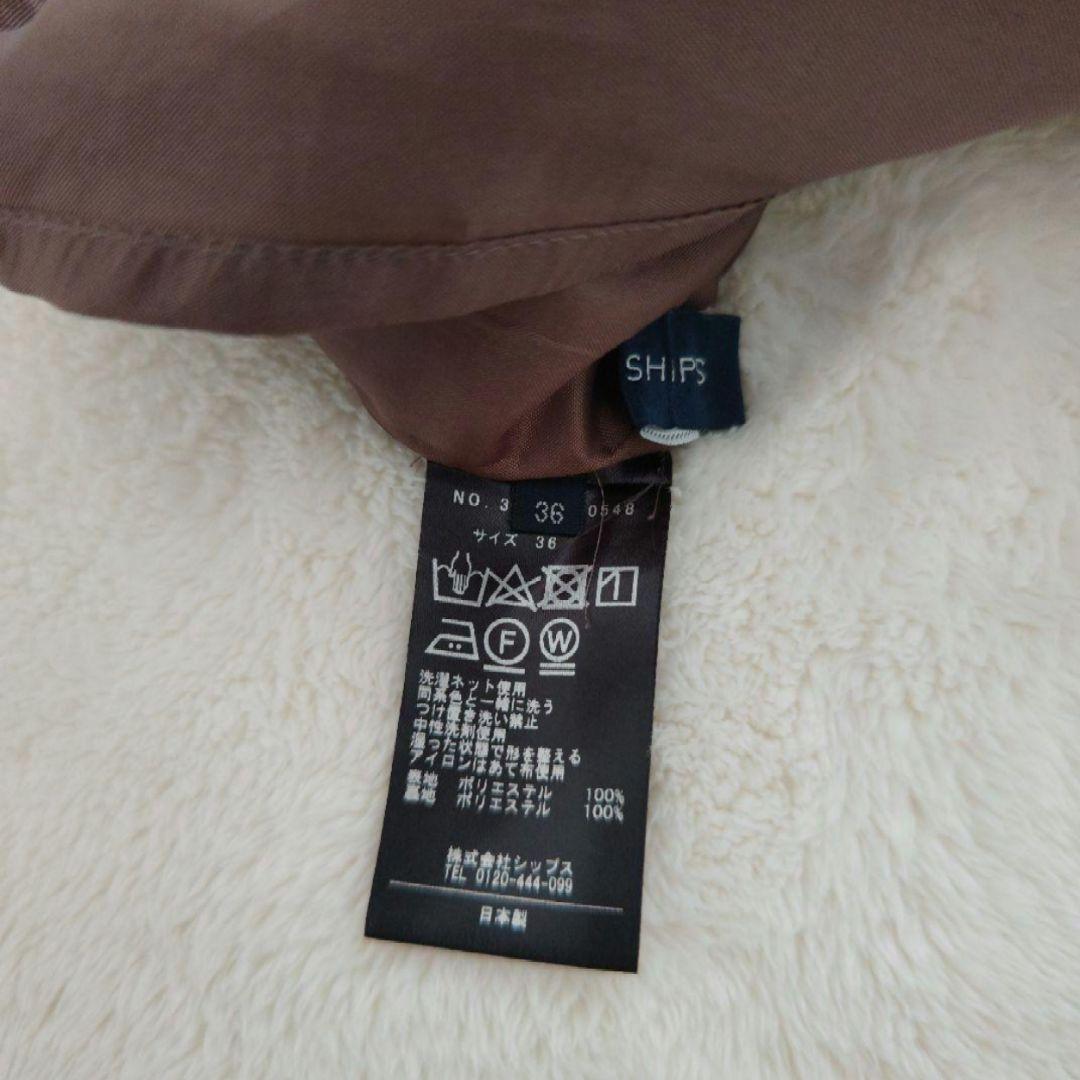 SHIPS
NO. 3 36 0548
サイズ 36
F W
洗濯ネット使用
同系色と一緒に洗う
つけ置き洗い禁止
中性洗剤使用
湿った状態で形を整える
アイロンはあて布使用
表地 ポリエステル 100%
裏地 ポリエステル 100%
株式会社シップス
TEL 0120-444-099
日本製